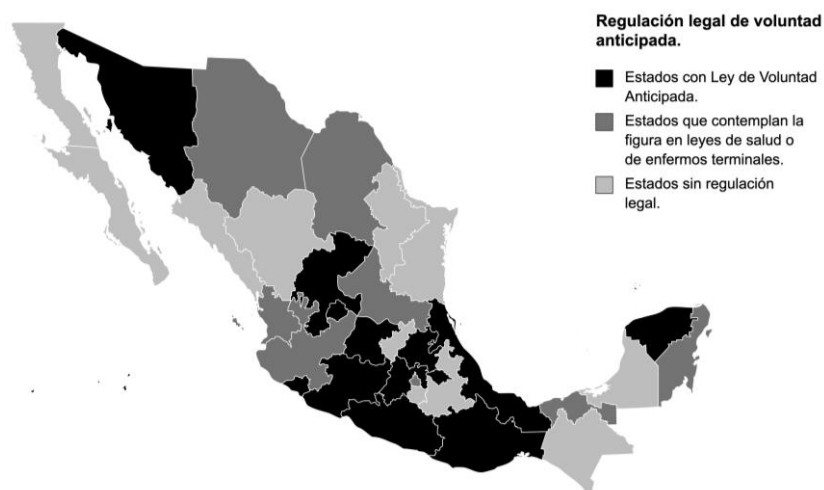 Regulación legal de voluntad
anticipada.
Estados con Ley de Voluntad
Anticipada.
Estados que contemplan la
figura en leyes de salud o
de enfermos terminales.
Estados sin regulación
legal.